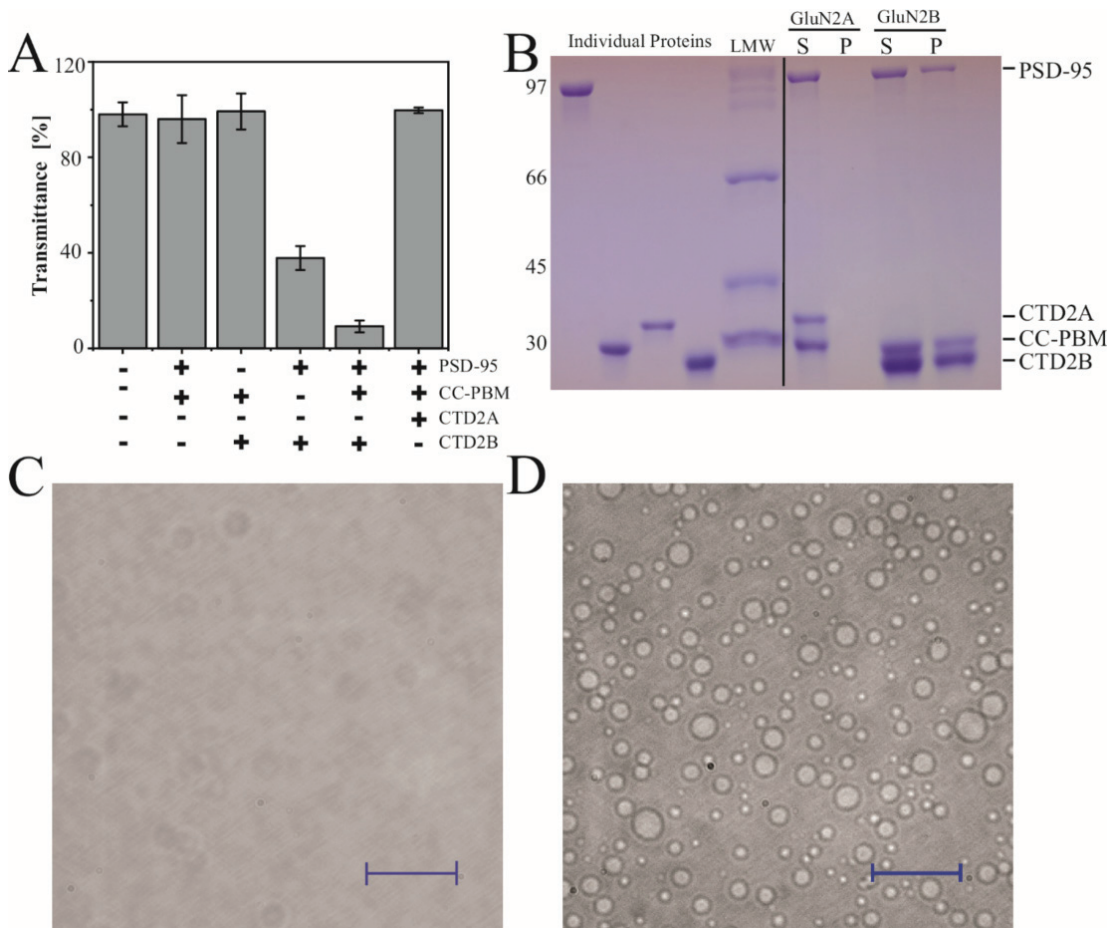 A
Transmittance [%]
120
80
40
0
- + - + + + PSD-95
- + + - + + CC-PBM
- - - - - + CTD2A
- - + + + - CTD2B
B
Individual Proteins LMW GluN2A GluN2B
S P S P
97
66
45
30
PSD-95
CTD2A
CC-PBM
CTD2B
C
D